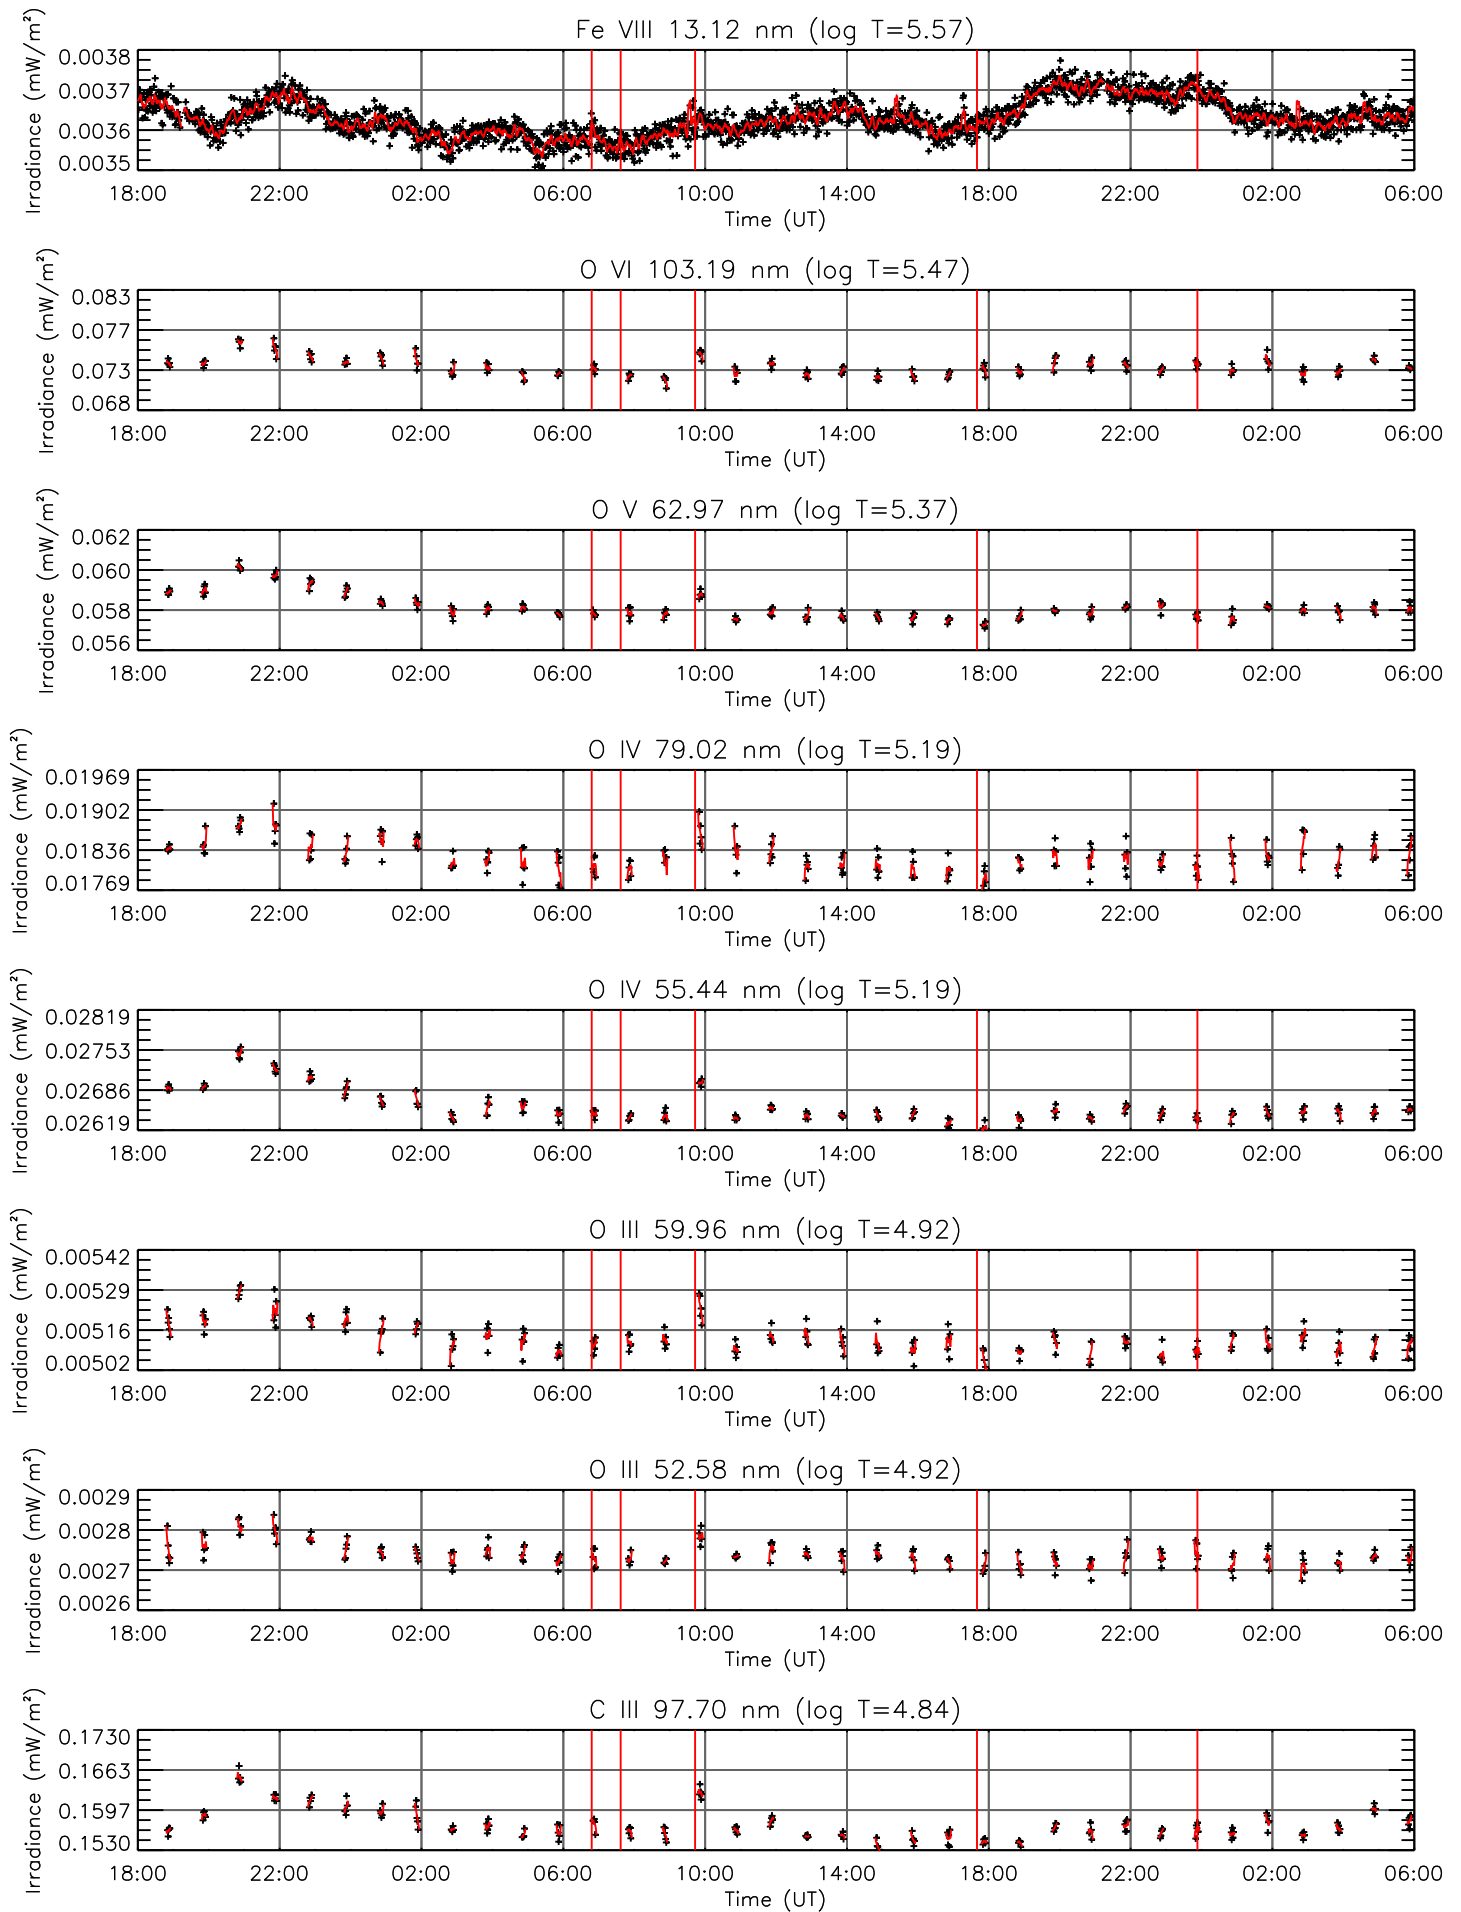 Fe VIII 13.12 nm (log T=5.57)
Irradiance (mW/m²)
0.0038
0.0037
0.0036
0.0035
18:00 22:00 02:00 06:00 10:00 14:00 18:00 22:00 02:00 06:00
Time (UT)
O VI 103.19 nm (log T=5.47)
Irradiance (mW/m²)
0.083
0.077
0.073
0.068
18:00 22:00 02:00 06:00 10:00 14:00 18:00 22:00 02:00 06:00
Time (UT)
O V 62.97 nm (log T=5.37)
Irradiance (mW/m²)
0.062
0.060
0.058
0.056
18:00 22:00 02:00 06:00 10:00 14:00 18:00 22:00 02:00 06:00
Time (UT)
O IV 79.02 nm (log T=5.19)
Irradiance (mW/m²)
0.01969
0.01902
0.01836
0.01769
18:00 22:00 02:00 06:00 10:00 14:00 18:00 22:00 02:00 06:00
Time (UT)
O IV 55.44 nm (log T=5.19)
Irradiance (mW/m²)
0.02819
0.02753
0.02686
0.02619
18:00 22:00 02:00 06:00 10:00 14:00 18:00 22:00 02:00 06:00
Time (UT)
O III 59.96 nm (log T=4.92)
Irradiance (mW/m²)
0.00542
0.00529
0.00516
0.00502
18:00 22:00 02:00 06:00 10:00 14:00 18:00 22:00 02:00 06:00
Time (UT)
O III 52.58 nm (log T=4.92)
Irradiance (mW/m²)
0.0029
0.0028
0.0027
0.0026
18:00 22:00 02:00 06:00 10:00 14:00 18:00 22:00 02:00 06:00
Time (UT)
C III 97.70 nm (log T=4.84)
Irradiance (mW/m²)
0.1730
0.1663
0.1597
0.1530
18:00 22:00 02:00 06:00 10:00 14:00 18:00 22:00 02:00 06:00
Time (UT)